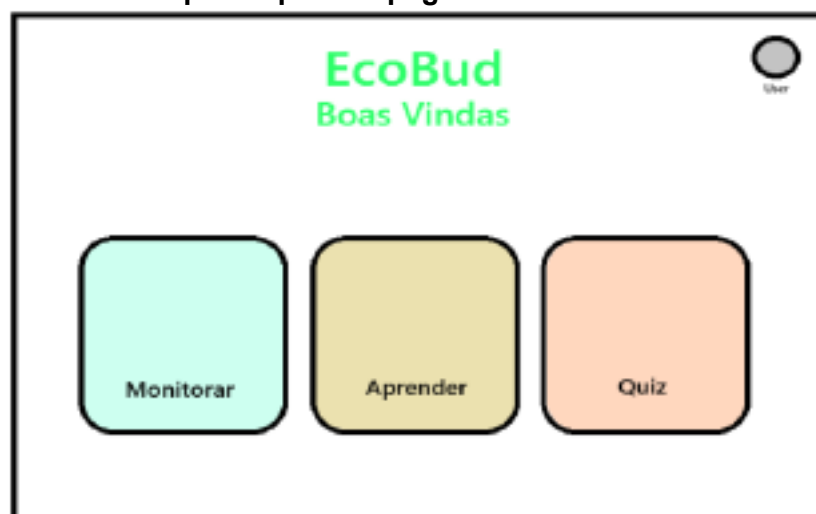 EcoBud
Boas Vindas
User
Monitorar
Aprender
Quiz